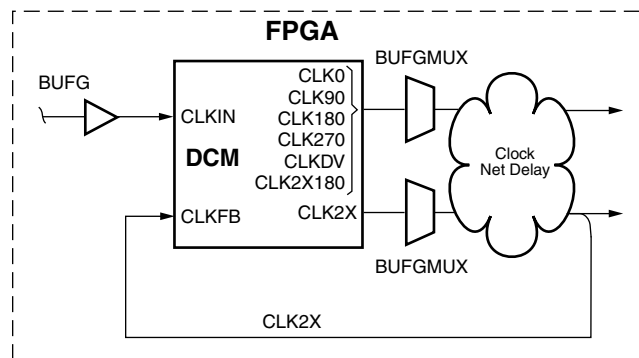 FPGA
BUFG
BUFGMUX
CLK0
CLK90
CLK180
CLK270
CLKDV
CLK2X180
CLK2X
CLKIN
DCM
CLKFB
Clock
Net Delay
BUFGMUX
CLK2X